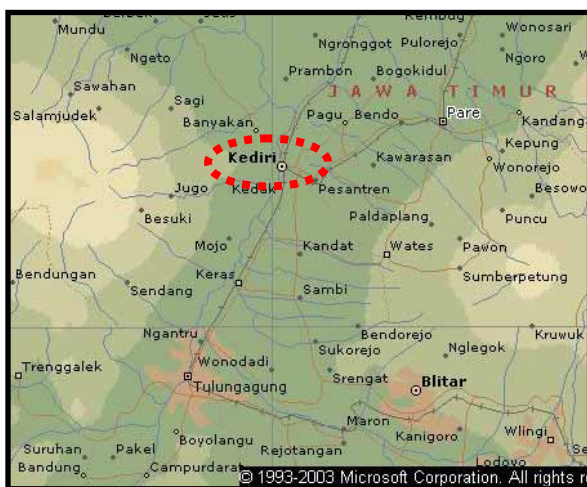 Mundu
Wonosari
Kembug
Ngeto
Ngronggot
Pulorejo
Ngoro
Prambon
Bogokidul
Sawahan
JAWA TIMUR
Salamjudek
Sagi
Banyakan
Pagu
Bendo
Pare
Kandang
Kediri
Kepung
Kawarasan
Wonorejo
Jugo
Kedak
Pesantren
Besowo
Besuki
Paldaplang
Puncu
Mojo
Kandat
Wates
Pawon
Bendungan
Keras
Sumberpetung
Sendang
Sambi
Ngantru
Bendorejo
Kruwuk
Sukorejo
Nglegok
Trenggalek
Wonodadi
Tulungagung
Srengat
Blitar
Maron
Boyolangu
Kanigoro
Wlingi
Suruhan
Pakel
Rejotangan
Bandung
Campurdarat
Lodoyo
© 1993-2003 Microsoft Corporation. All rights